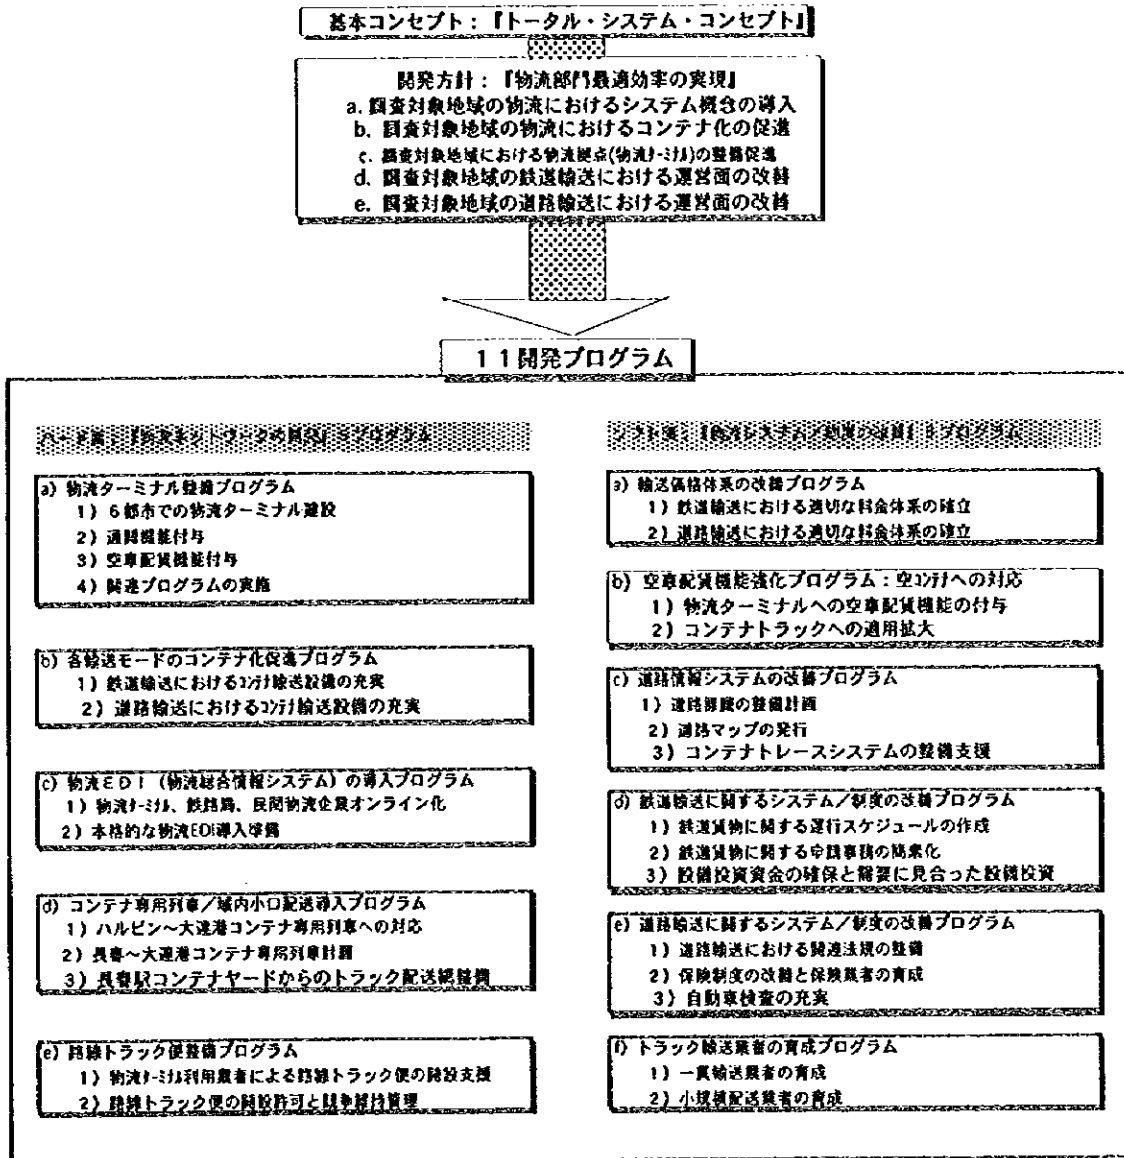 基本コンセプト：『トータル・システム・コンセプト』
開発方針：『物流部門最適効率の実現』
a. 調査対象地域の物流におけるシステム概念の導入
b. 調査対象地域の物流におけるコンテナ化の促進
c. 調査対象地域における物流拠点(物流ﾀｰﾐﾅﾙ)の整備促進
d. 調査対象地域の鉄道輸送における運営面の改善
e. 調査対象地域の道路輸送における運営面の改善
１１開発プログラム
ハード面：『物流ネットワークの開発』５プログラム
a) 物流ターミナル整備プログラム
1) ６都市での物流ターミナル建設
2) 通関機能付与
3) 空車配貨機能付与
4) 関連プログラムの実施
b) 各輸送モードのコンテナ化促進プログラム
1) 鉄道輸送におけるｺﾝﾃﾅ輸送設備の充実
2) 道路輸送におけるｺﾝﾃﾅ輸送設備の充実
c) 物流ＥＤＩ（物流総合情報システム）の導入プログラム
1) 物流ﾀｰﾐﾅﾙ、鉄路局、民間物流企業オンライン化
2) 本格的な物流EDI導入準備
d) コンテナ専用列車／域内小口配送導入プログラム
1) ハルビン～大連港コンテナ専用列車への対応
2) 長春～大連港コンテナ専用列車計画
3) 長春駅コンテナヤードからのトラック配送網整備
e) 路線トラック便整備プログラム
1) 物流ﾀｰﾐﾅﾙ利用業者による路線トラック便の開設支援
2) 路線トラック便の開設許可と競争維持管理
ソフト面：『物流システム／制度の改善』６プログラム
a) 輸送価格体系の改善プログラム
1) 鉄道輸送における適切な料金体系の確立
2) 道路輸送における適切な料金体系の確立
b) 空車配貨機能強化プログラム：空ｺﾝﾃﾅへの対応
1) 物流ターミナルへの空車配貨機能の付与
2) コンテナトラックへの適用拡大
c) 道路情報システムの改善プログラム
1) 道路標識の整備計画
2) 道路マップの発行
3) コンテナトレースシステムの整備支援
d) 鉄道輸送に関するシステム／制度の改善プログラム
1) 鉄道貨物に関する運行スケジュールの作成
2) 鉄道貨物に関する申請事務の簡素化
3) 設備投資資金の確保と需要に見合った設備投資
e) 道路輸送に関するシステム／制度の改善プログラム
1) 道路輸送における関連法規の整備
2) 保険制度の改善と保険業者の育成
3) 自動車検査の充実
f) トラック輸送業者の育成プログラム
1) 一貫輸送業者の育成
2) 小規模配送業者の育成